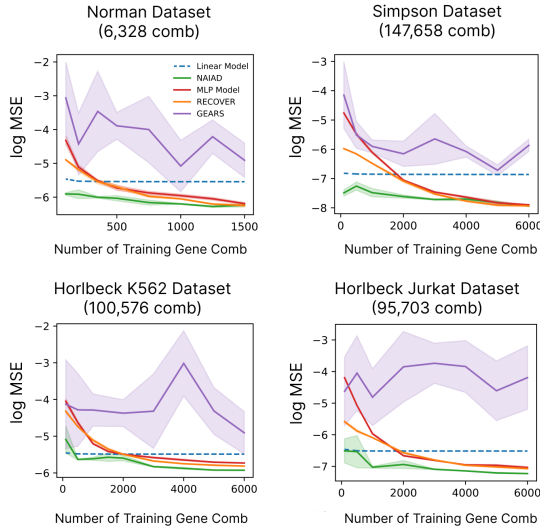 Norman Dataset
(6,328 comb)
−2
−3
−4
−5
−6
log MSE
Linear Model
NAIAD
MLP Model
RECOVER
GEARS
500
1000
1500
Number of Training Gene Comb
Simpson Dataset
(147,658 comb)
−3
−4
−5
−6
−7
−8
log MSE
0
2000
4000
6000
Number of Training Gene Comb
Horlbeck K562 Dataset
(100,576 comb)
−2
−3
−4
−5
−6
log MSE
0
2000
4000
6000
Number of Training Gene Comb
Horlbeck Jurkat Dataset
(95,703 comb)
−3
−4
−5
−6
−7
log MSE
0
2000
4000
6000
Number of Training Gene Comb